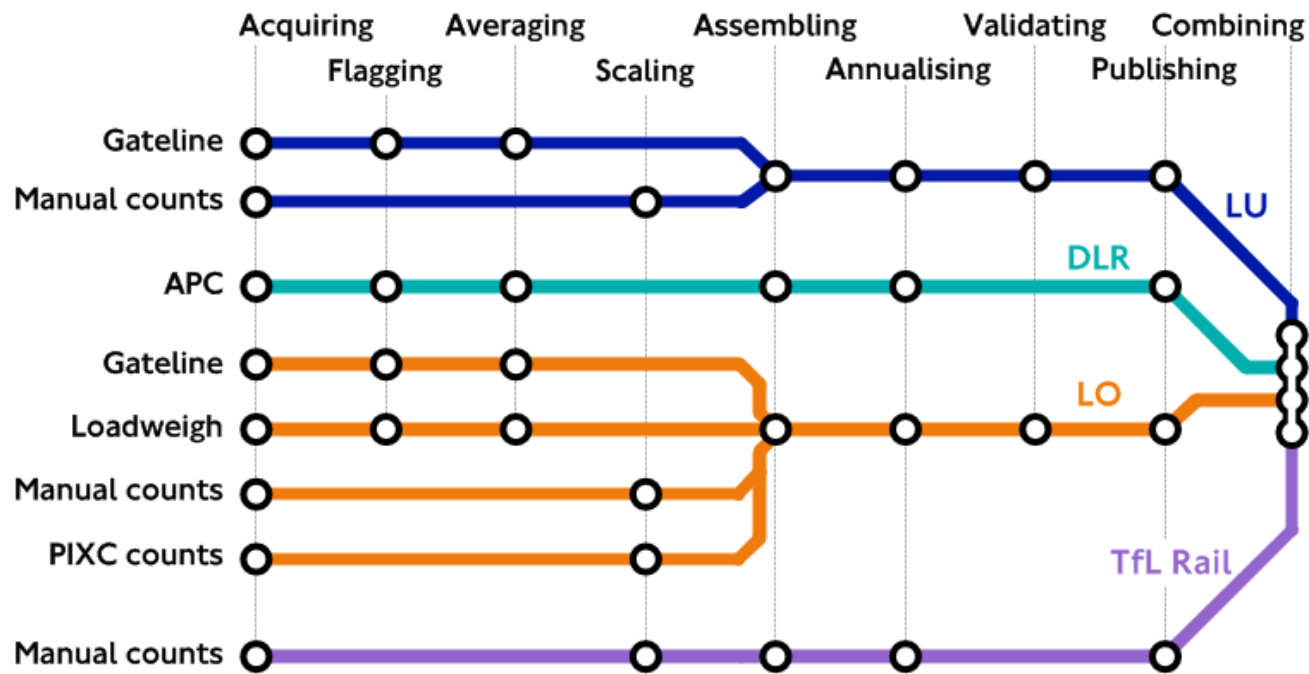 Acquiring
Averaging
Assembling
Validating
Combining
Flagging
Scaling
Annualising
Publishing
Gateline
Manual counts
LU
DLR
APC
Gateline
LO
Loadweigh
Manual counts
PIXC counts
TfL Rail
Manual counts